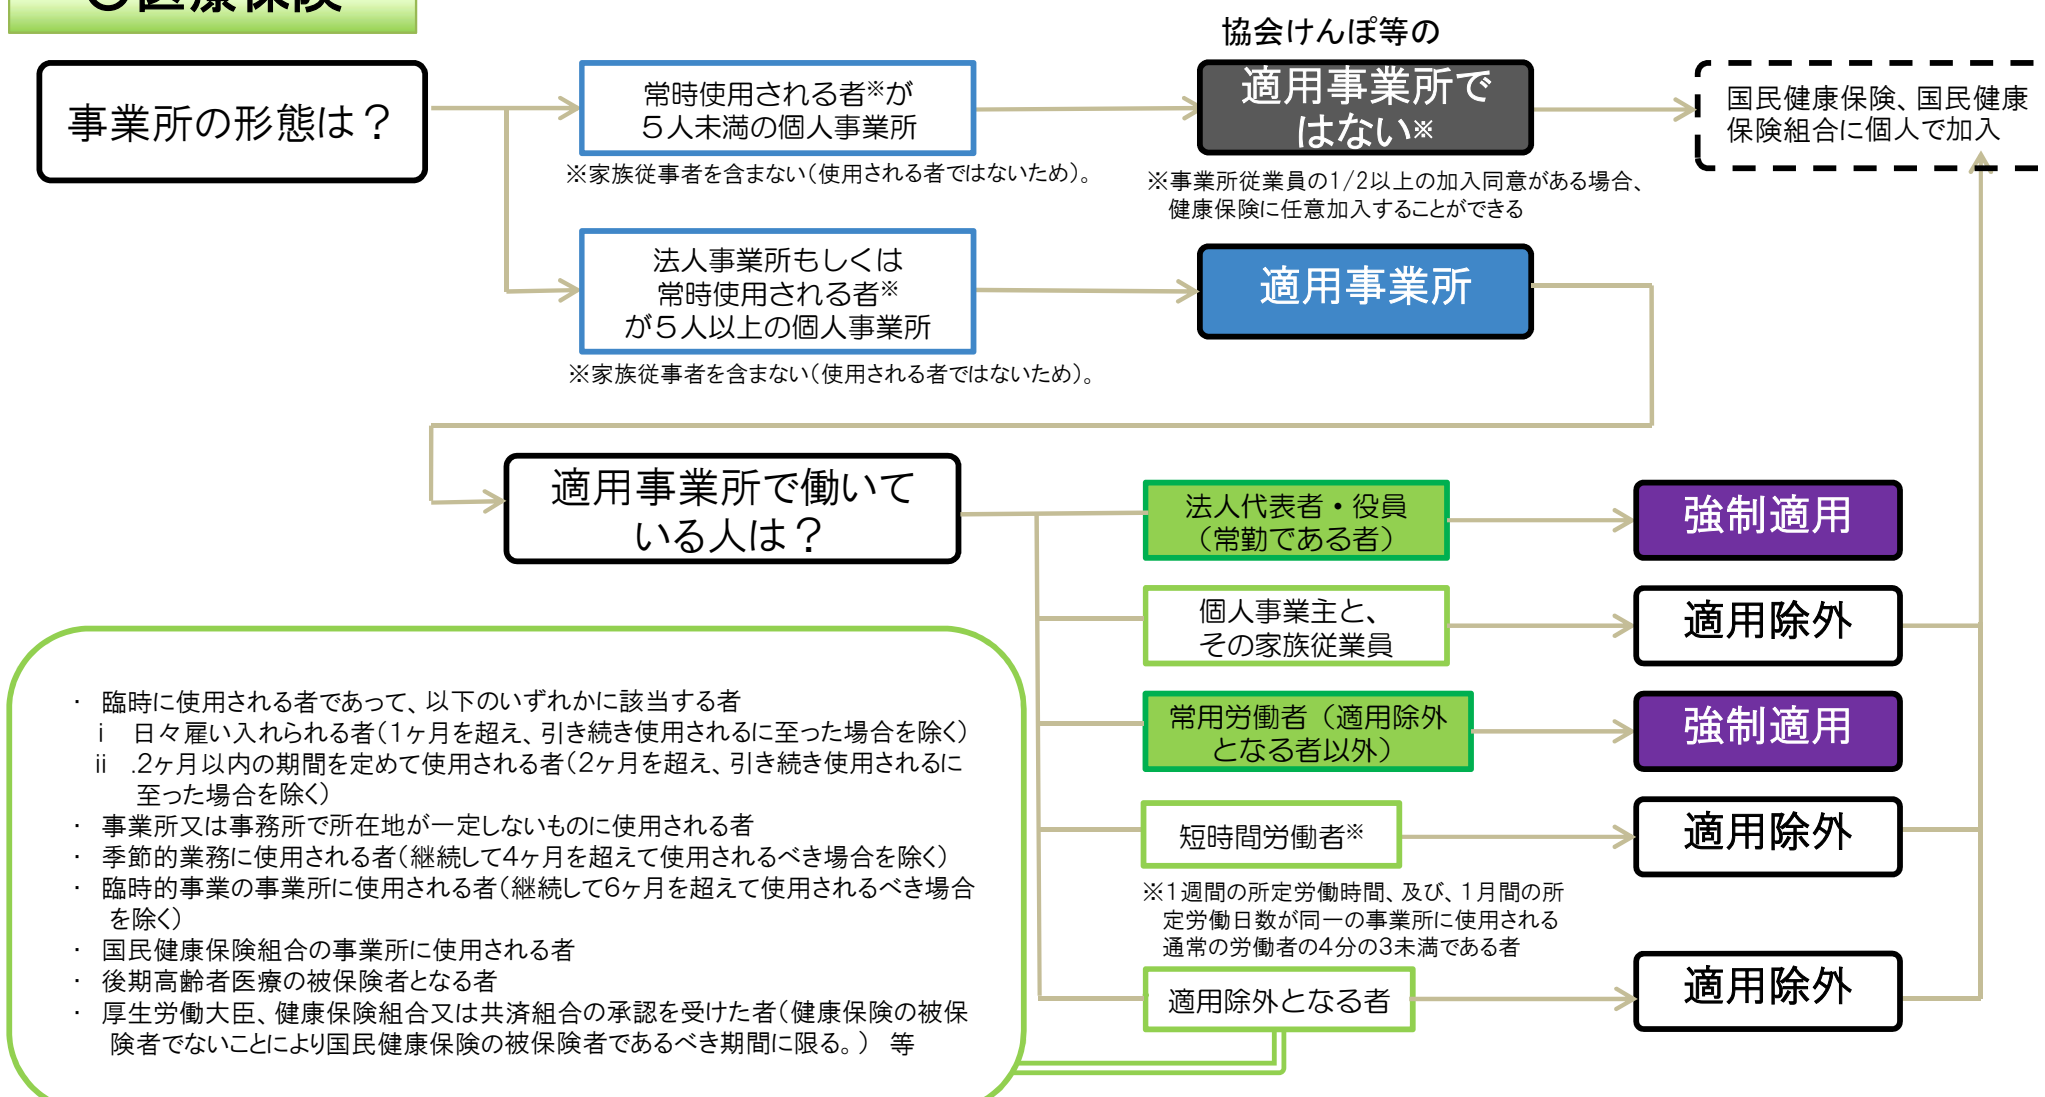 ○医療保険
協会けんぽ等の
事業所の形態は？
常時使用される者※が
５人未満の個人事業所
※家族従事者を含まない（使用される者ではないため）。
適用事業所で
はない※
※事業所従業員の1/2以上の加入同意がある場合、
健康保険に任意加入することができる
国民健康保険、国民健康
保険組合に個人で加入
法人事業所もしくは
常時使用される者※
が５人以上の個人事業所
※家族従事者を含まない（使用される者ではないため）。
適用事業所
適用事業所で働いて
いる人は？
法人代表者・役員
（常勤である者）
強制適用
個人事業主と、
その家族従業員
適用除外
常用労働者（適用除外
となる者以外）
強制適用
短時間労働者※
適用除外
※1週間の所定労働時間、及び、1月間の所
定労働日数が同一の事業所に使用される
通常の労働者の4分の3未満である者
適用除外となる者
適用除外
・ 臨時に使用される者であって、以下のいずれかに該当する者
ⅰ 日々雇い入れられる者（1ヶ月を超え、引き続き使用されるに至った場合を除く）
ⅱ .2ヶ月以内の期間を定めて使用される者（2ヶ月を超え、引き続き使用されるに
至った場合を除く）
・ 事業所又は事務所で所在地が一定しないものに使用される者
・ 季節的業務に使用される者（継続して4ヶ月を超えて使用されるべき場合を除く）
・ 臨時的事業の事業所に使用される者（継続して6ヶ月を超えて使用されるべき場合
を除く）
・ 国民健康保険組合の事業所に使用される者
・ 後期高齢者医療の被保険者となる者
・ 厚生労働大臣、健康保険組合又は共済組合の承認を受けた者（健康保険の被保
険者でないことにより国民健康保険の被保険者であるべき期間に限る。） 等